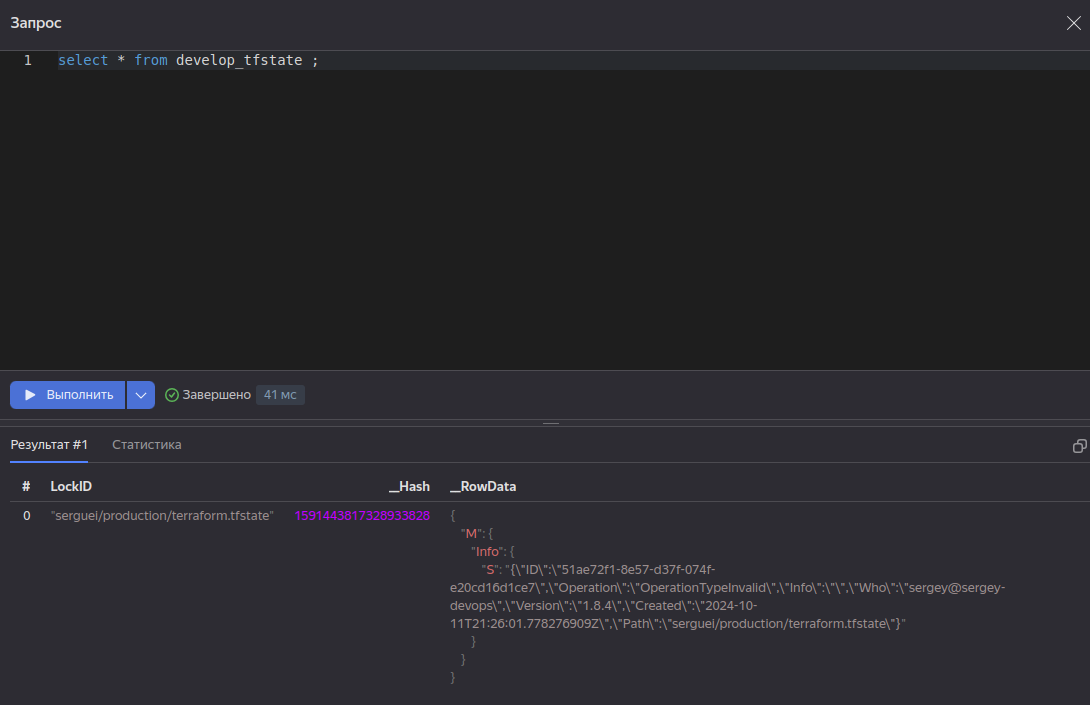 Запрос
1 select * from develop_tfstate ;
Выполнить Завершено 41 мс
Результат #1 Статистика
# LockID __Hash __RowData
0 "serguei/production/terraform.tfstate" 1591443817328933828 {
"M": {
"Info": {
"S": "{\"ID\":\"51ae72f1-8e57-d37f-074f-
e20cd16d1ce7\",\"Operation\":\"OperationTypeInvalid\",\"Info\":\"\",\"Who\":\"sergey@sergey-
devops\",\"Version\":\"1.8.4\",\"Created\":\"2024-10-
11T21:26:01.778276909Z\",\"Path\":\"serguei/production/terraform.tfstate\"}"
}
}
}